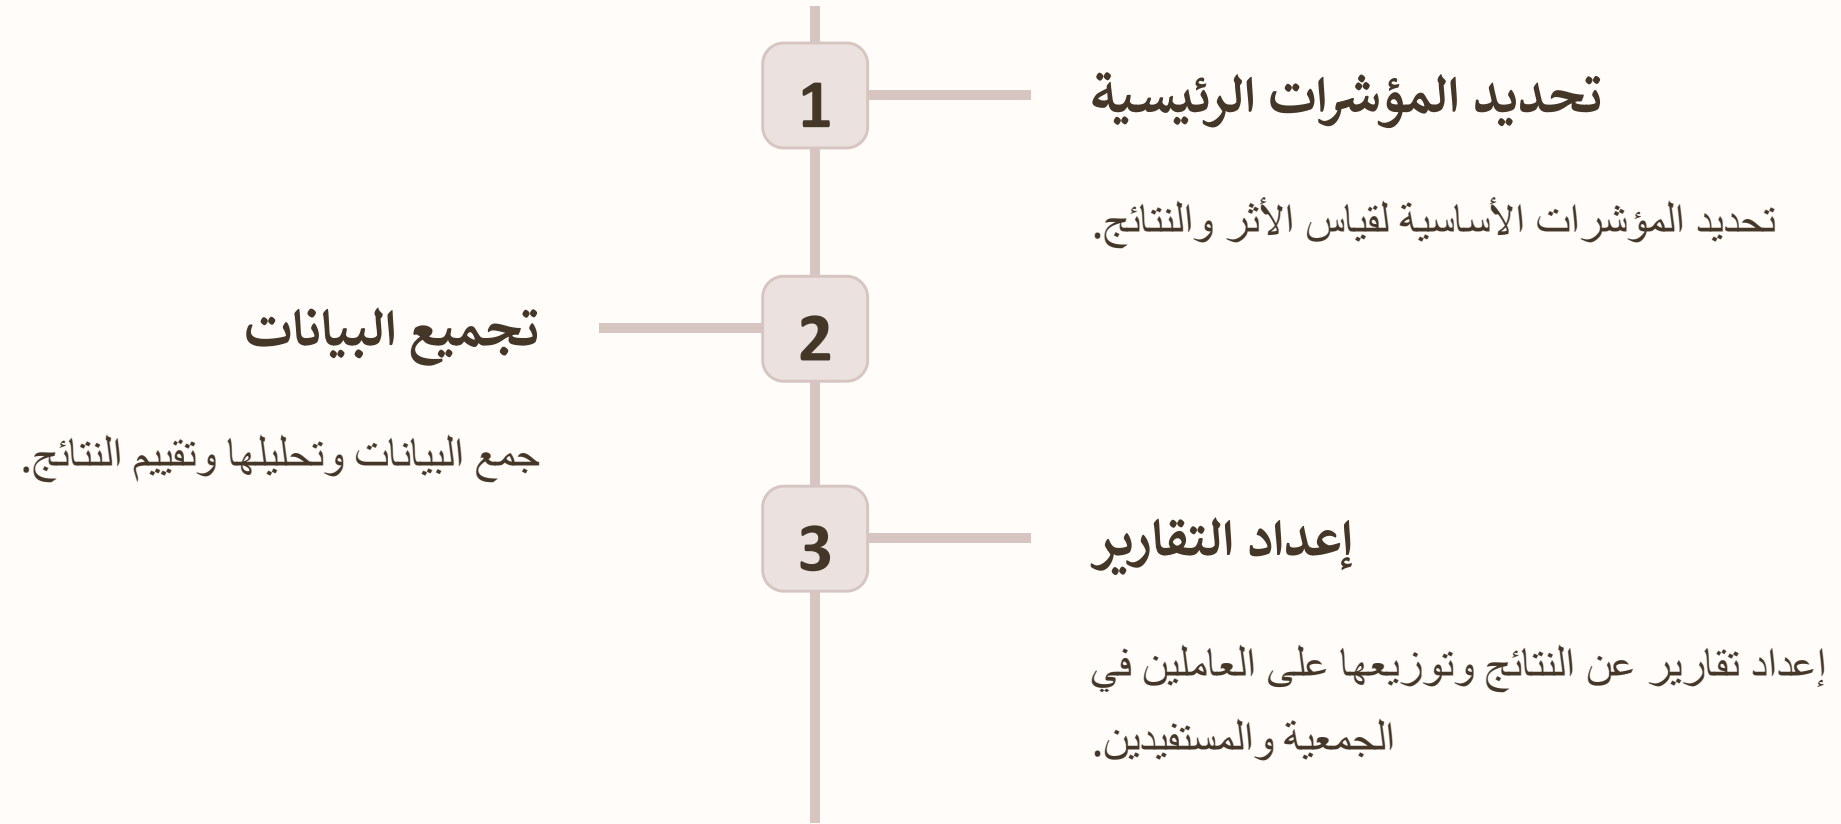 1
تحديد المؤشرات الرئيسية
تحديد المؤشرات الأساسية لقياس الأثر والنتائج.
2
تجميع البيانات
جمع البيانات وتحليلها وتقييم النتائج.
3
إعداد التقارير
إعداد تقارير عن النتائج وتوزيعها على العاملين في
الجمعية والمستفيدين.